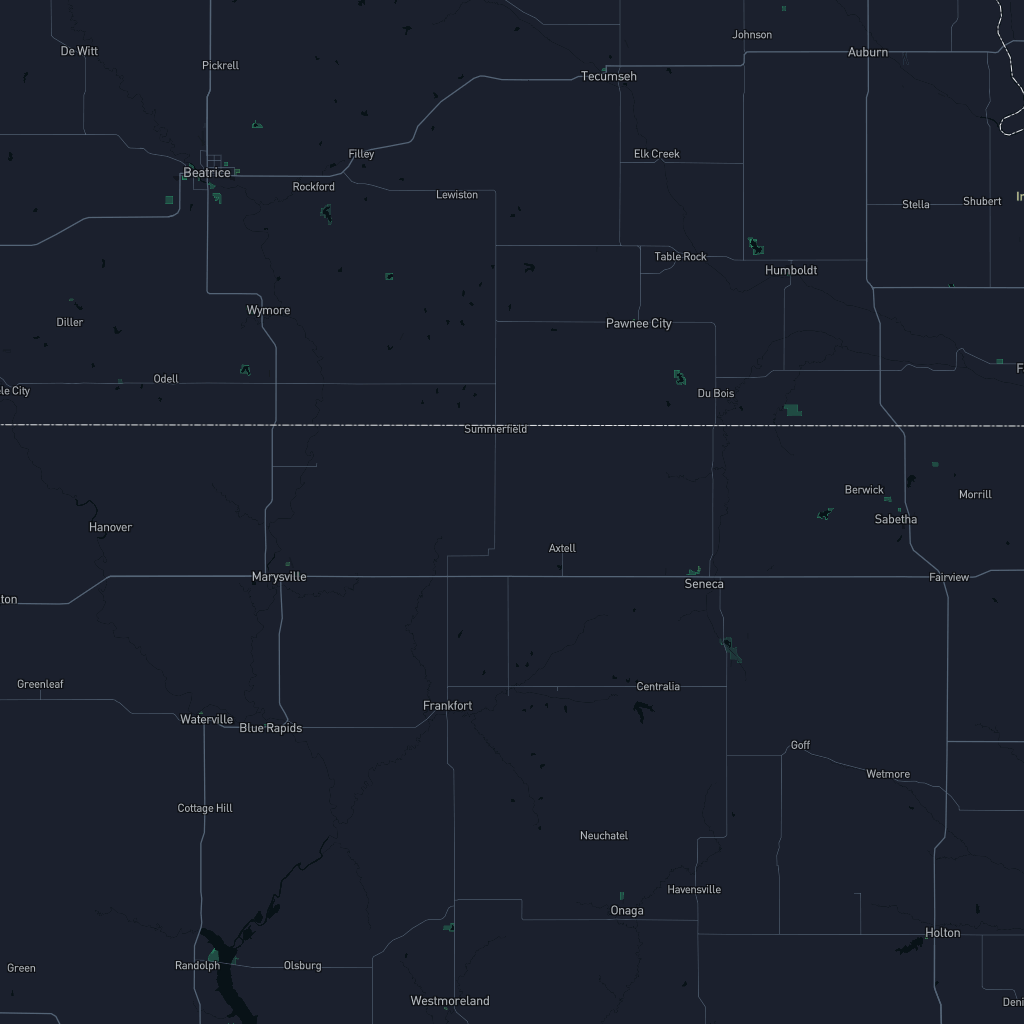 Johnson
De Witt
Auburn
Pickrell
Tecumseh
Filley
Elk Creek
Beatrice
Rockford
Lewiston
Stella
Shubert
Table Rock
Humboldt
Wymore
Diller
Pawnee City
Odell
Du Bois
Summerfield
Berwick
Morrill
Sabetha
Hanover
Axtell
Marysville
Fairview
Seneca
Greenleaf
Centralia
Frankfort
Waterville
Blue Rapids
Goff
Wetmore
Cottage Hill
Neuchatel
Havensville
Onaga
Holton
Randolph
Olsburg
Green
Westmoreland